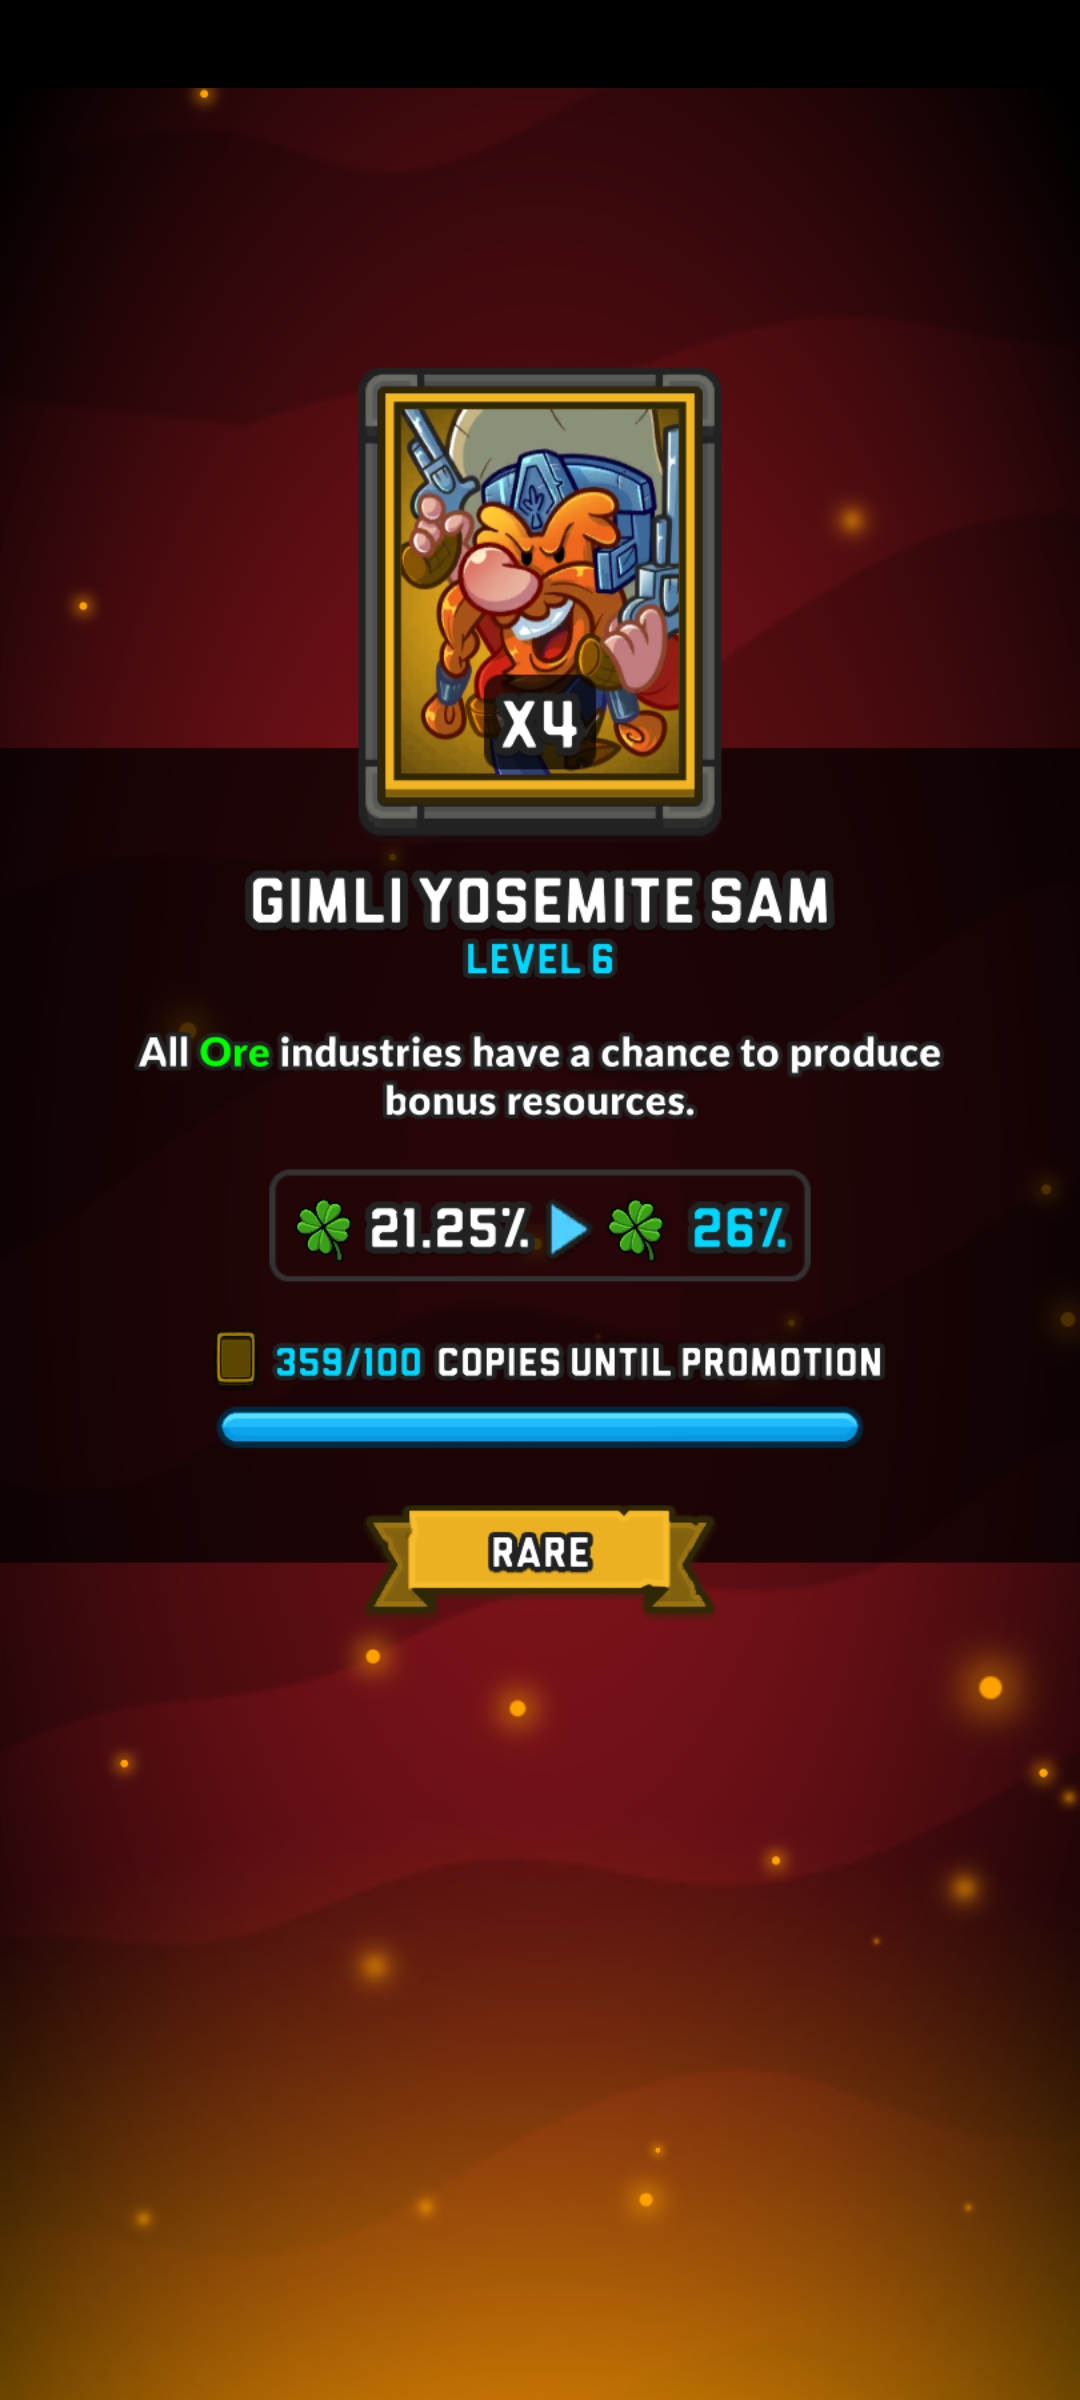 X4
GIMLI YOSEMITE SAM
LEVEL 6
All Ore industries have a chance to produce
bonus resources.
21.25% 26%
359/100 COPIES UNTIL PROMOTION
RARE